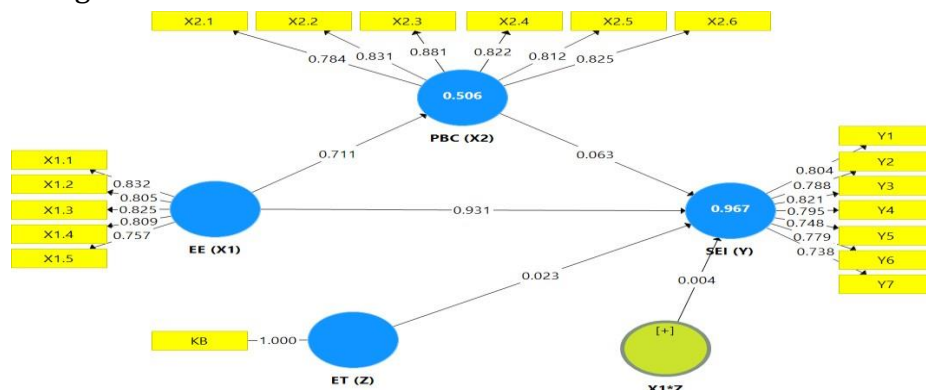 X2.1 X2.2 X2.3 X2.4 X2.5 X2.6
0.784 0.831 0.881 0.822 0.812 0.825
0.506
PBC (X2)
0.711 0.063
X1.1
X1.2
X1.3
X1.4
X1.5
0.832
0.805
0.825
0.809
0.757
EE (X1)
0.931
0.967
SEI (Y)
0.804
0.788
0.821
0.795
0.748
0.779
0.738
Y1
Y2
Y3
Y4
Y5
Y6
Y7
0.023
0.004
KB 1.000
ET (Z)
[+]
X1*Z